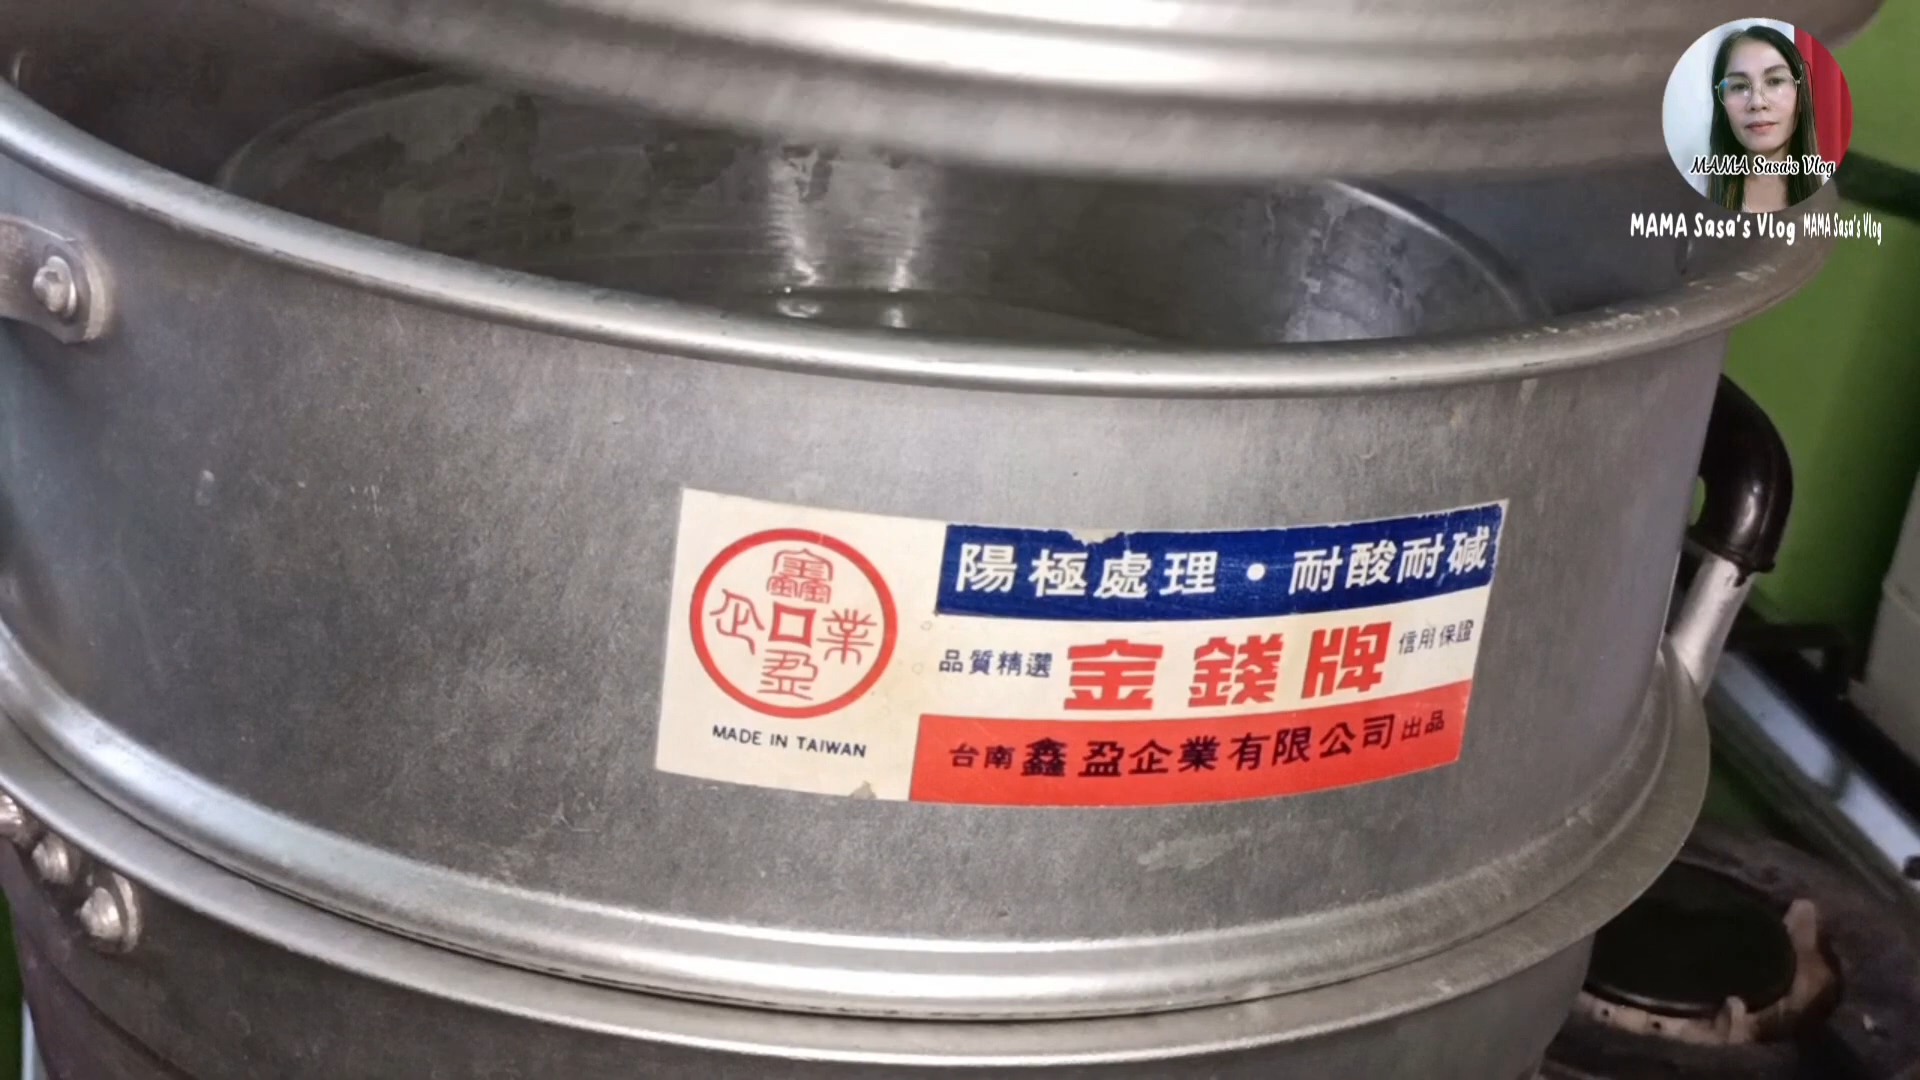 MAMA Sasa's Vlog
MAMA Sasa's Vlog MAMA Sasa's Vlog
陽極處理・耐酸耐碱
品質精選 金錢牌 信用保證
台南鑫盈企業有限公司出品
鑫
企業
盈
MADE IN TAIWAN